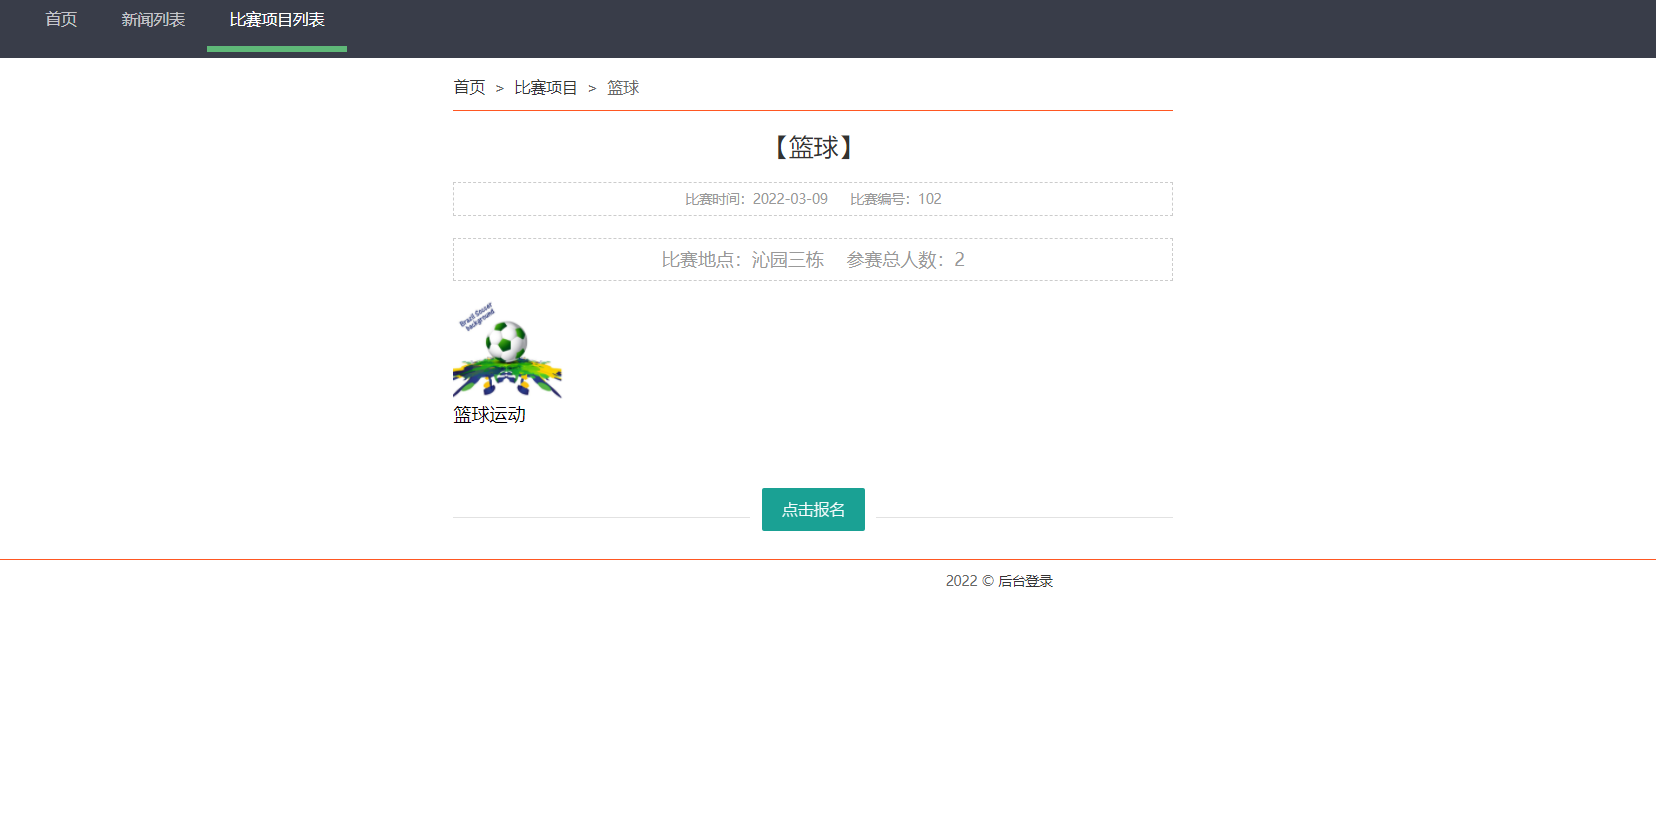 首页 新闻列表 比赛项目列表
首页 > 比赛项目 > 篮球
【篮球】
比赛时间：2022-03-09 比赛编号：102
比赛地点：沁园三栋 参赛总人数：2
Brazil Soccer
background
篮球运动
点击报名
2022 © 后台登录